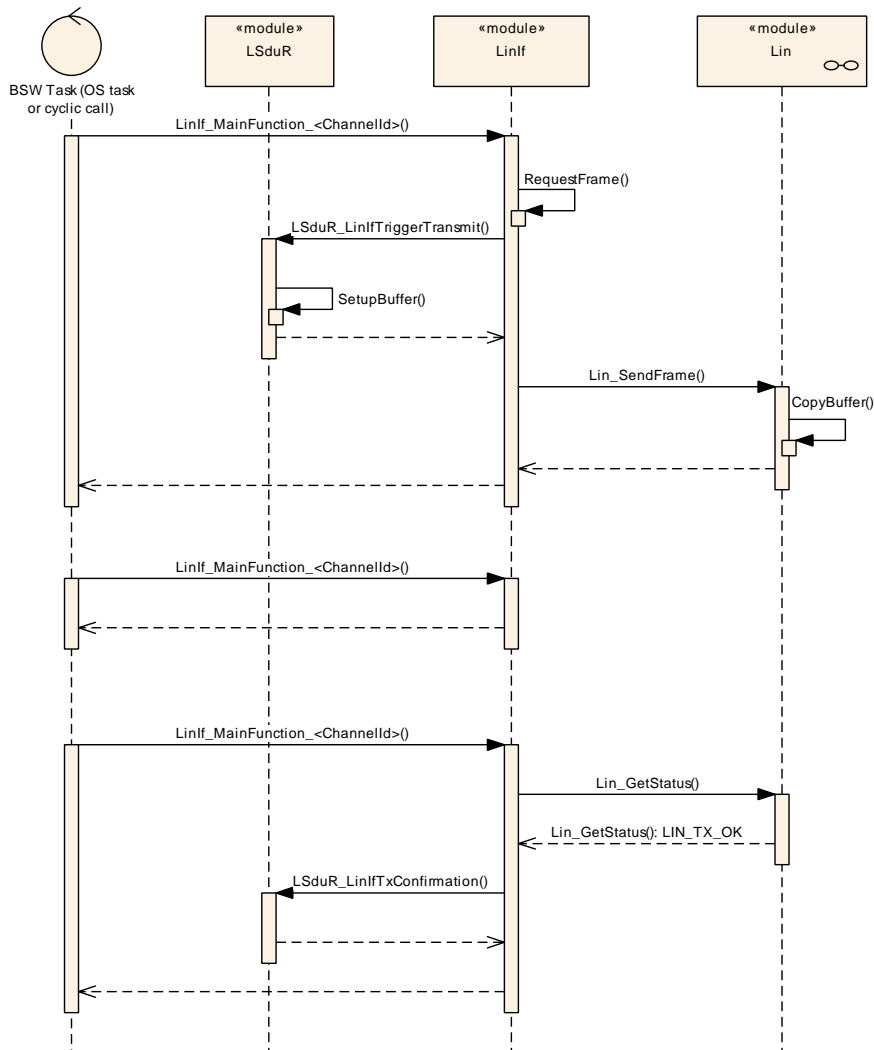 «module»
LSduR
«module»
LinIf
«module»
Lin
BSW Task (OS task
or cyclic call)
LinIf_MainFunction_<ChannelId>()
RequestFrame()
LSduR_LinIfTriggerTransmit()
SetupBuffer()
Lin_SendFrame()
CopyBuffer()
LinIf_MainFunction_<ChannelId>()
LinIf_MainFunction_<ChannelId>()
Lin_GetStatus()
Lin_GetStatus(): LIN_TX_OK
LSduR_LinIfTxConfirmation()